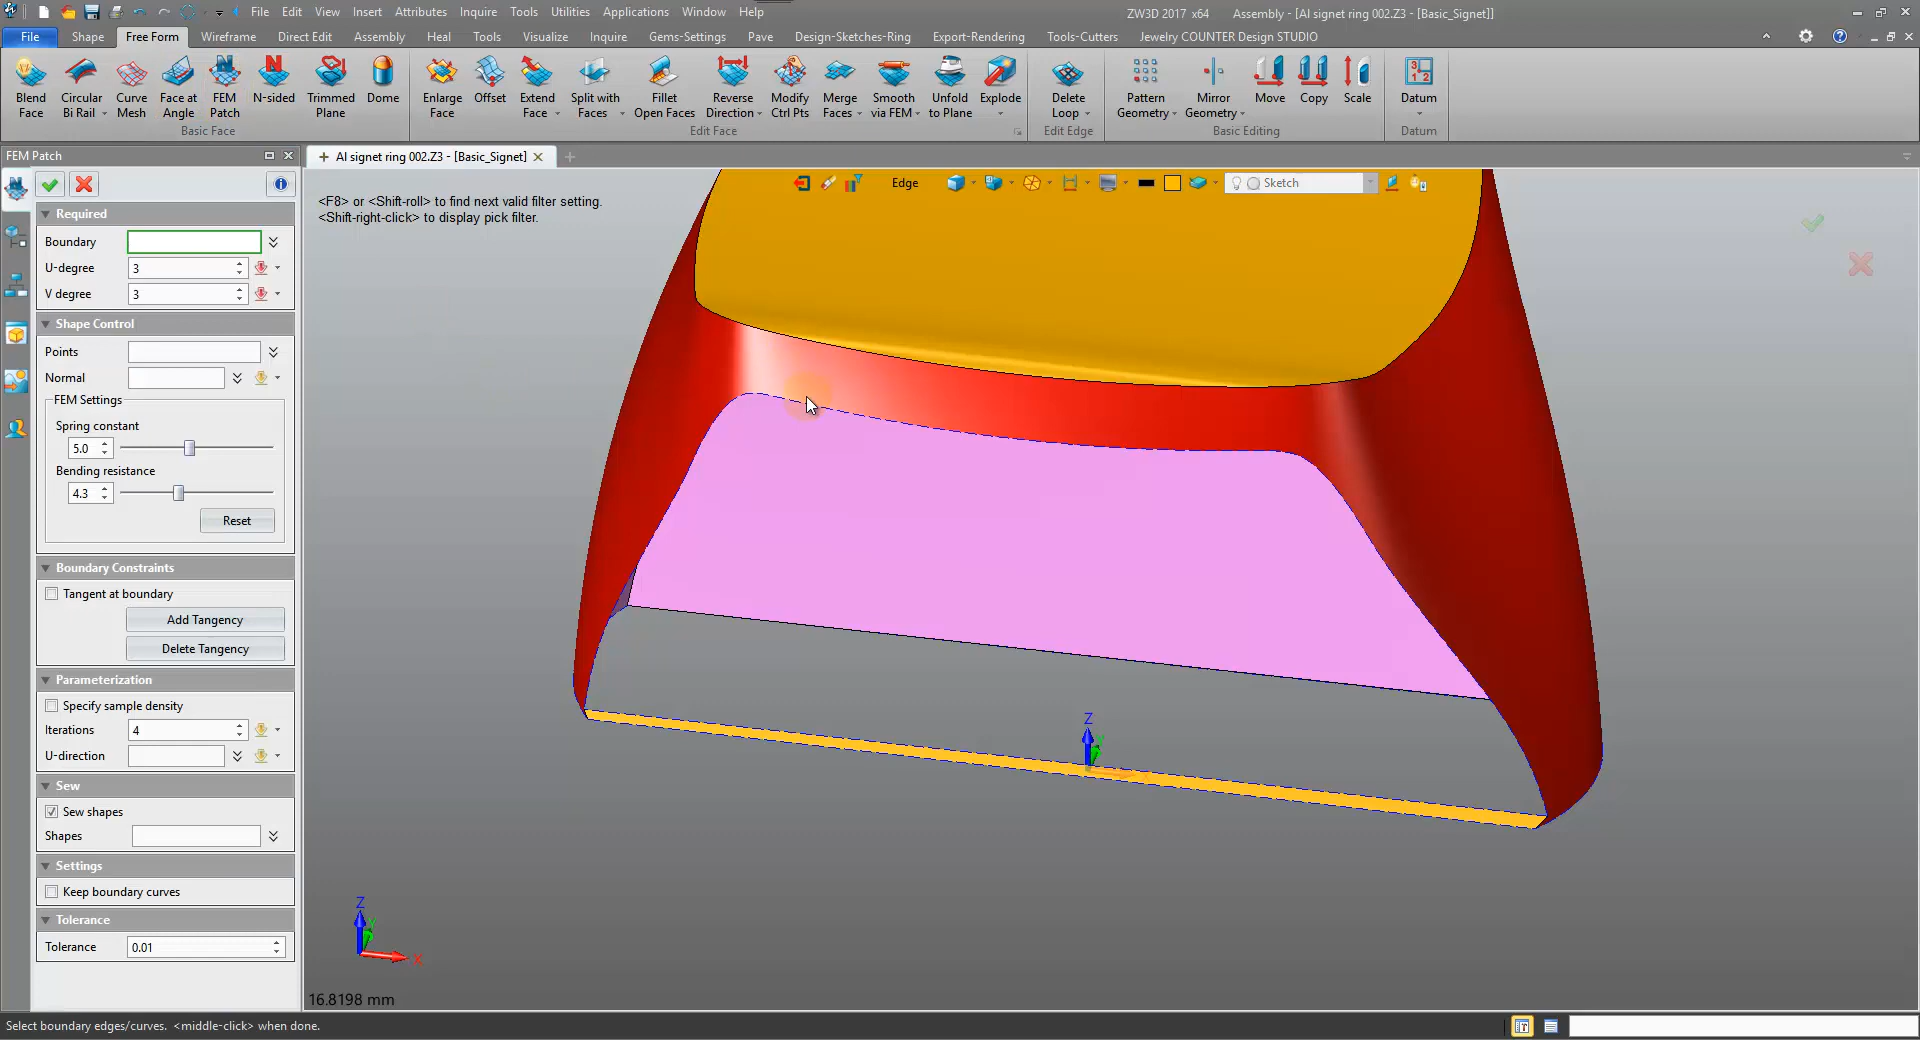 File Edit View Insert Attributes Inquire Tools Utilities Applications Window Help
ZW3D 2017 x64 Assembly - [AI signet ring 002.Z3 - [Basic_Signet]]
File Shape Free Form Wireframe Direct Edit Assembly Heal Tools Visualize Inquire Gems-Settings Pave Design-Sketches-Ring Export-Rendering Tools-Cutters Jewelry COUNTER Design STUDIO
Blend Circular Curve Face at FEM N-sided Trimmed Dome Enlarge Offset Extend Split with Fillet Reverse Modify Merge Smooth Unfold Explode Delete Pattern Mirror Move Copy Scale Datum
Face Bi Rail Mesh Angle Patch Plane Face Face Faces Open Faces Direction Ctrl Pts Faces via FEM to Plane Loop Geometry Geometry
Basic Face Edit Face Edit Edge Basic Editing Datum
FEM Patch
AI signet ring 002.Z3 - [Basic_Signet]
Edge
Sketch
<F8> or <Shift-roll> to find next valid filter setting.
<Shift-right-click> to display pick filter.
Required
Boundary
U-degree 3
V degree 3
Shape Control
Points
Normal
FEM Settings
Spring constant
5.0
Bending resistance
4.3
Reset
Boundary Constraints
Tangent at boundary
Add Tangency
Delete Tangency
Parameterization
Specify sample density
Iterations 4
U-direction
Sew
Sew shapes
Shapes
Settings
Keep boundary curves
Tolerance
Tolerance 0.01
Z
Z
X
16.8198 mm
Select boundary edges/curves. <middle-click> when done.